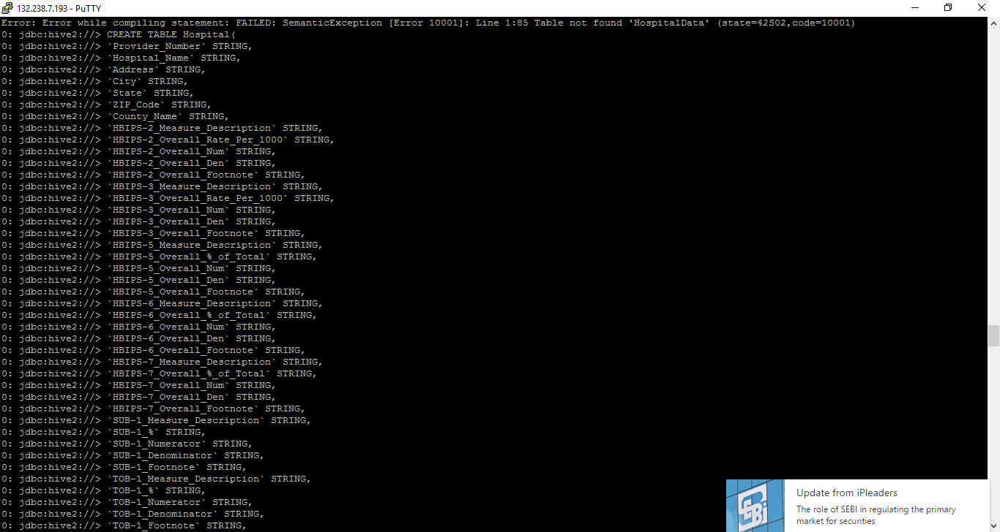 132.238.7.193 - PuTTY
Error: Error while compiling statement: FAILED: SemanticException [Error 10001]: Line 1:85 Table not found 'HospitalData' (state=42S02,code=10001)
0: jdbc:hive2://> CREATE TABLE Hospital(
0: jdbc:hive2://> `Provider_Number` STRING,
0: jdbc:hive2://> `Hospital_Name` STRING,
0: jdbc:hive2://> `Address` STRING,
0: jdbc:hive2://> `City` STRING,
0: jdbc:hive2://> `State` STRING,
0: jdbc:hive2://> `ZIP_Code` STRING,
0: jdbc:hive2://> `County_Name` STRING,
0: jdbc:hive2://> `HBIPS-2_Measure_Description` STRING,
0: jdbc:hive2://> `HBIPS-2_Overall_Rate_Per_1000` STRING,
0: jdbc:hive2://> `HBIPS-2_Overall_Num` STRING,
0: jdbc:hive2://> `HBIPS-2_Overall_Den` STRING,
0: jdbc:hive2://> `HBIPS-2_Overall_Footnote` STRING,
0: jdbc:hive2://> `HBIPS-3_Measure_Description` STRING,
0: jdbc:hive2://> `HBIPS-3_Overall_Rate_Per_1000` STRING,
0: jdbc:hive2://> `HBIPS-3_Overall_Num` STRING,
0: jdbc:hive2://> `HBIPS-3_Overall_Den` STRING,
0: jdbc:hive2://> `HBIPS-3_Overall_Footnote` STRING,
0: jdbc:hive2://> `HBIPS-5_Measure_Description` STRING,
0: jdbc:hive2://> `HBIPS-5_Overall_%_of_Total` STRING,
0: jdbc:hive2://> `HBIPS-5_Overall_Num` STRING,
0: jdbc:hive2://> `HBIPS-5_Overall_Den` STRING,
0: jdbc:hive2://> `HBIPS-5_Overall_Footnote` STRING,
0: jdbc:hive2://> `HBIPS-6_Measure_Description` STRING,
0: jdbc:hive2://> `HBIPS-6_Overall_%_of_Total` STRING,
0: jdbc:hive2://> `HBIPS-6_Overall_Num` STRING,
0: jdbc:hive2://> `HBIPS-6_Overall_Den` STRING,
0: jdbc:hive2://> `HBIPS-6_Overall_Footnote` STRING,
0: jdbc:hive2://> `HBIPS-7_Measure_Description` STRING,
0: jdbc:hive2://> `HBIPS-7_Overall_%_of_Total` STRING,
0: jdbc:hive2://> `HBIPS-7_Overall_Num` STRING,
0: jdbc:hive2://> `HBIPS-7_Overall_Den` STRING,
0: jdbc:hive2://> `HBIPS-7_Overall_Footnote` STRING,
0: jdbc:hive2://> `SUB-1_Measure_Description` STRING,
0: jdbc:hive2://> `SUB-1_%` STRING,
0: jdbc:hive2://> `SUB-1_Numerator` STRING,
0: jdbc:hive2://> `SUB-1_Denominator` STRING,
0: jdbc:hive2://> `SUB-1_Footnote` STRING,
0: jdbc:hive2://> `TOB-1_Measure_Description` STRING,
0: jdbc:hive2://> `TOB-1_%` STRING,
0: jdbc:hive2://> `TOB-1_Numerator` STRING,
0: jdbc:hive2://> `TOB-1_Denominator` STRING,
0: jdbc:hive2://> `TOB-1_Footnote` STRING,
SEBI
Update from iPleaders
The role of SEBI in regulating the primary
market for securities